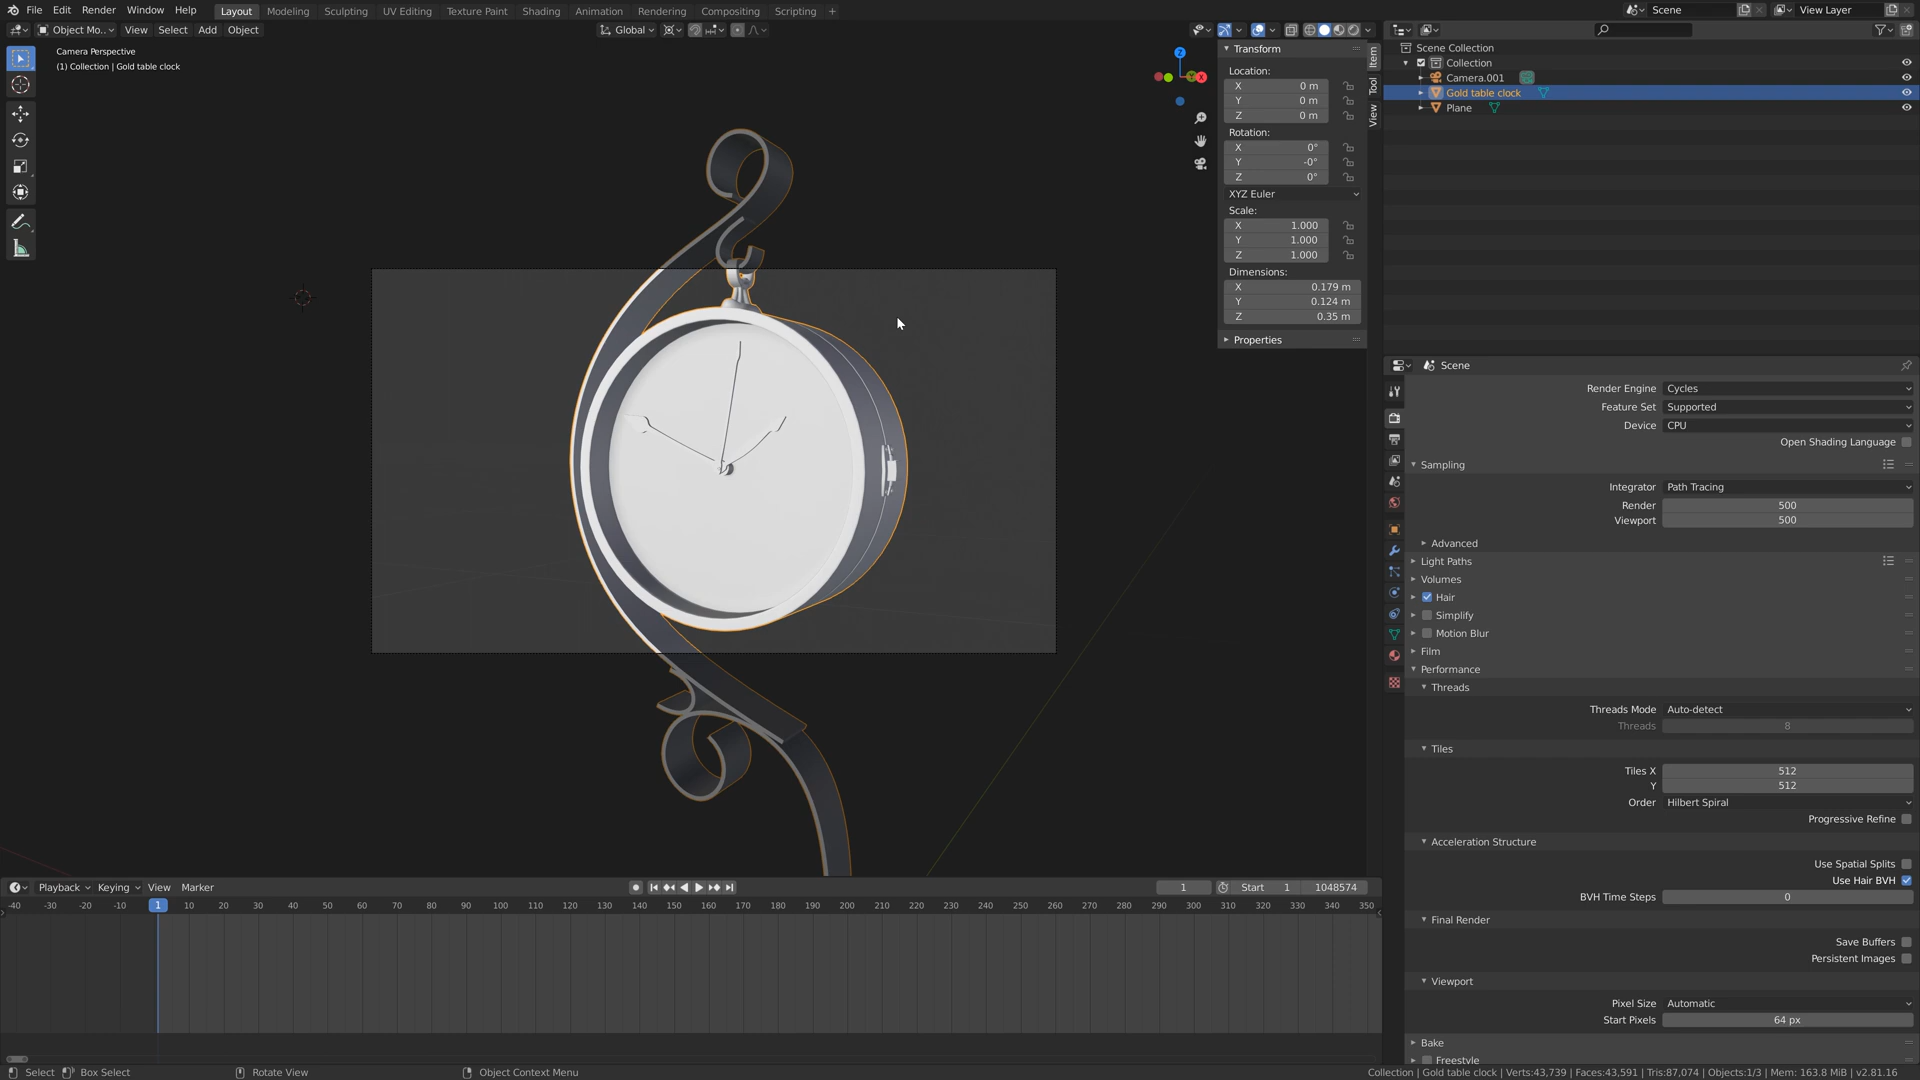 File Edit Render Window Help Layout Modeling Sculpting UV Editing Texture Paint Shading Animation Rendering Compositing Scripting + Scene View Layer
Object Mo... View Select Add Object Global
Camera Perspective
(1) Collection | Gold table clock
Transform
Location:
X 0 m
Y 0 m
Z 0 m
Rotation:
X 0°
Y -0°
Z 0°
XYZ Euler
Scale:
X 1.000
Y 1.000
Z 1.000
Dimensions:
X 0.179 m
Y 0.124 m
Z 0.35 m
Properties
Item
Tool
View
Z
X
Scene Collection
Collection
Camera.001
Gold table clock
Plane
Scene
Render Engine Cycles
Feature Set Supported
Device CPU
Open Shading Language
Sampling
Integrator Path Tracing
Render 500
Viewport 500
Advanced
Light Paths
Volumes
Hair
Simplify
Motion Blur
Film
Performance
Threads
Threads Mode Auto-detect
Threads 8
Tiles
Tiles X 512
Y 512
Order Hilbert Spiral
Progressive Refine
Acceleration Structure
Use Spatial Splits
Use Hair BVH
BVH Time Steps 0
Final Render
Save Buffers
Persistent Images
Viewport
Pixel Size Automatic
Start Pixels 64 px
Bake
Freestyle
Playback Keying View Marker 1 Start 1 1048574
-40 -30 -20 -10 1 10 20 30 40 50 60 70 80 90 100 110 120 130 140 150 160 170 180 190 200 210 220 230 240 250 260 270 280 290 300 310 320 330 340 350
Select Box Select Rotate View Object Context Menu Collection | Gold table clock | Verts:43,739 | Faces:43,591 | Tris:87,074 | Objects:1/3 | Mem: 163.8 MiB | v2.81.16